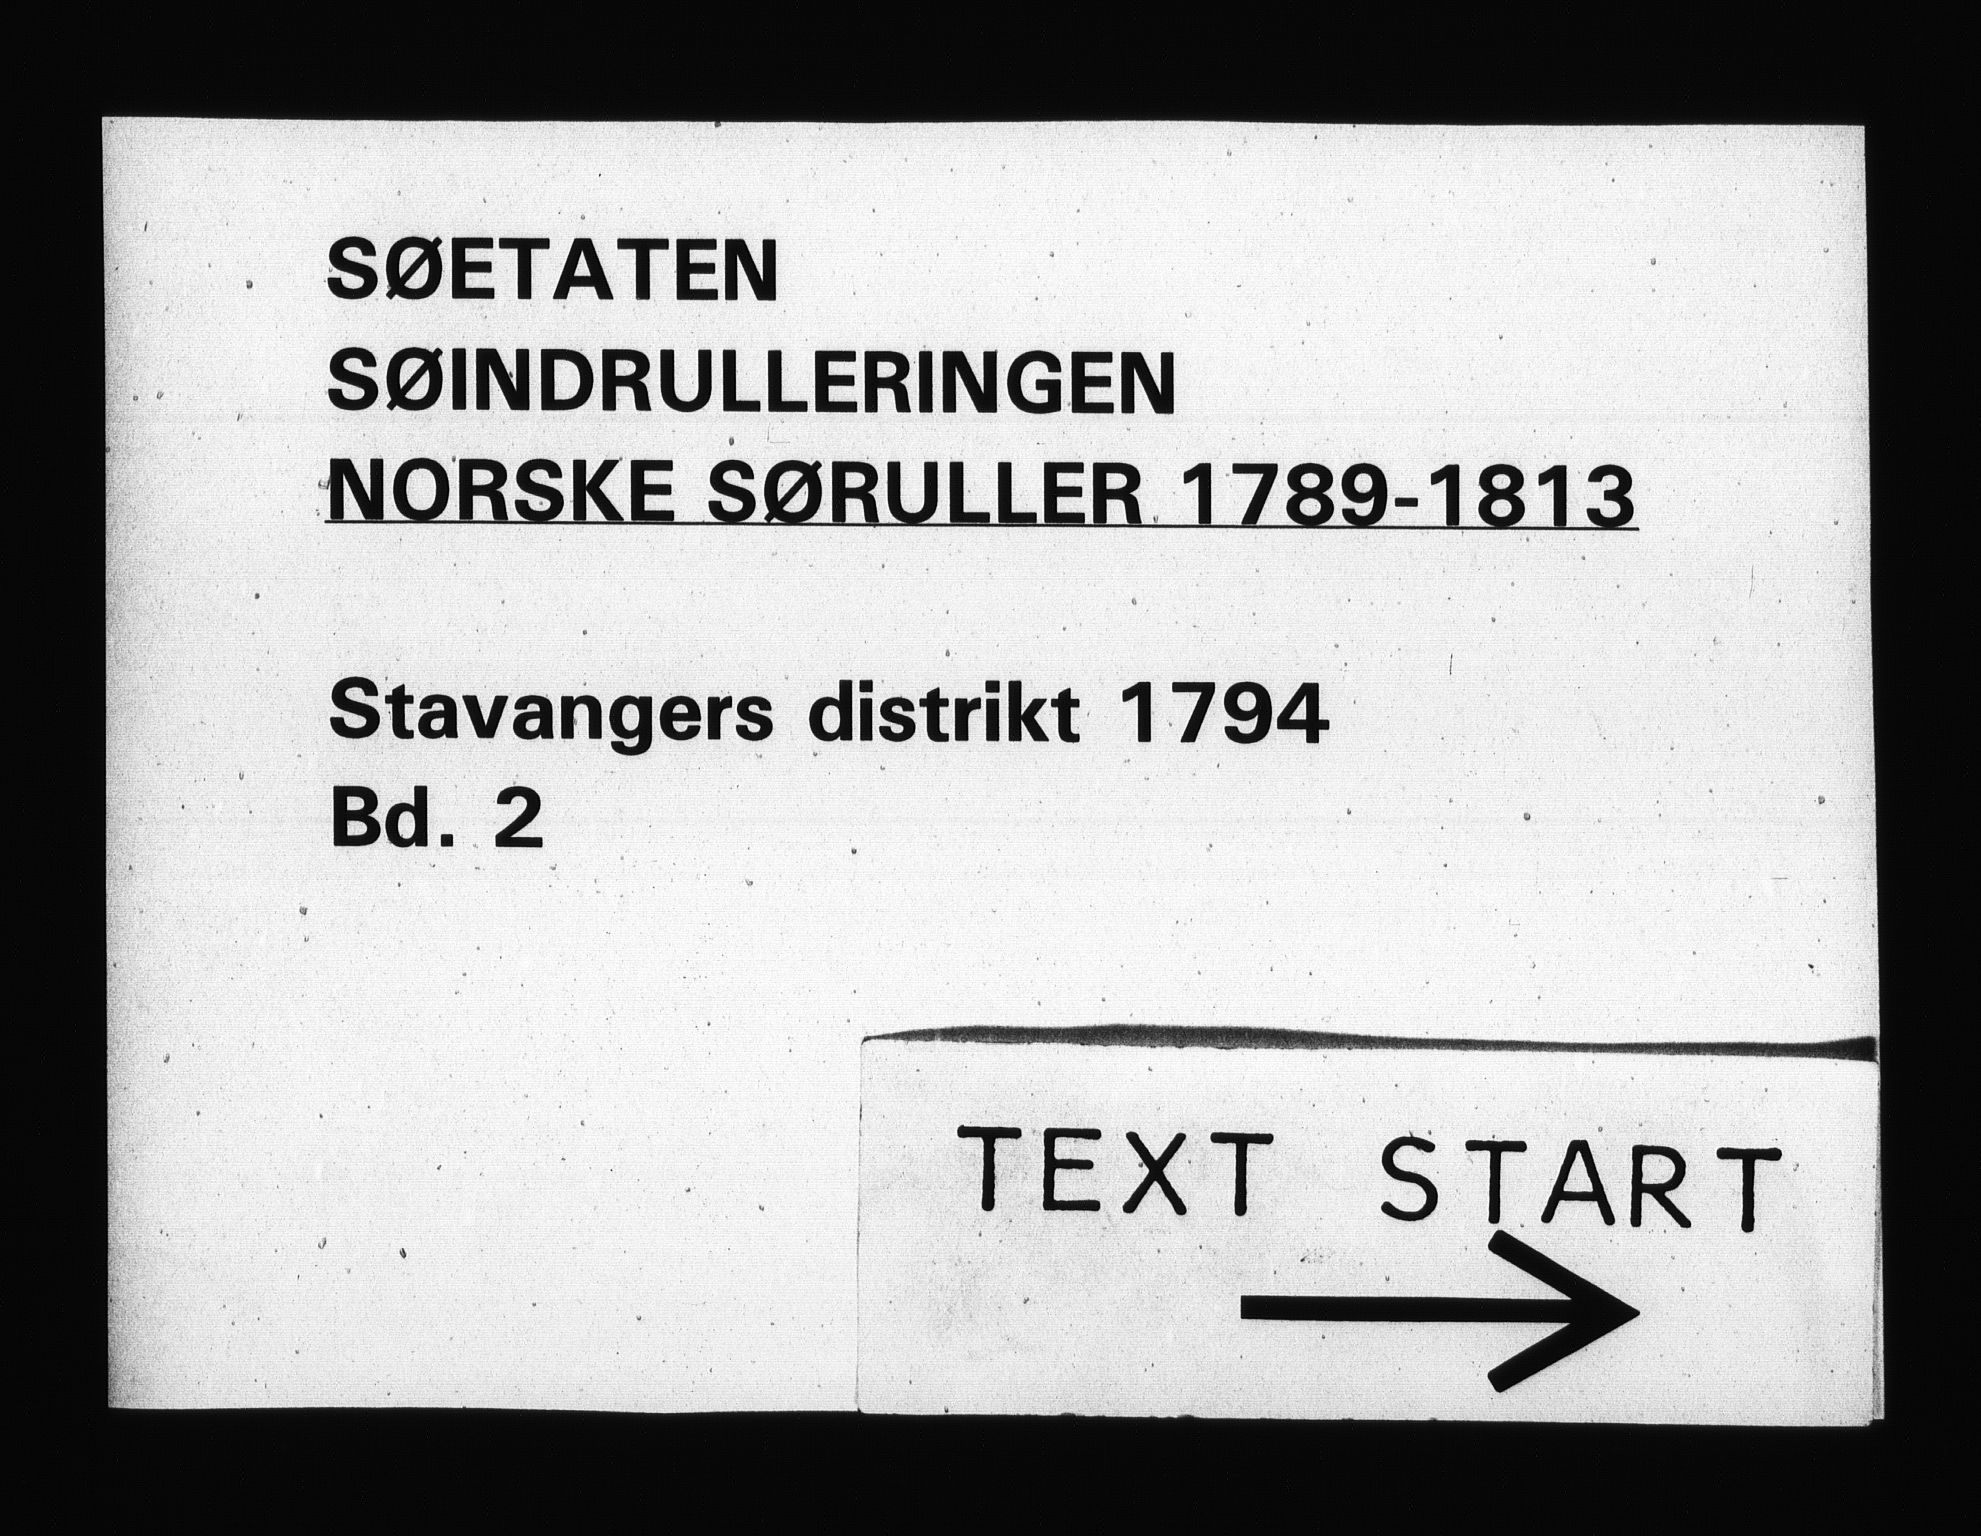 SØETATEN
SØINDRULLERINGEN
NORSKE SØRULLER 1789-1813
Stavangers distrikt 1794
Bd. 2
TEXT START